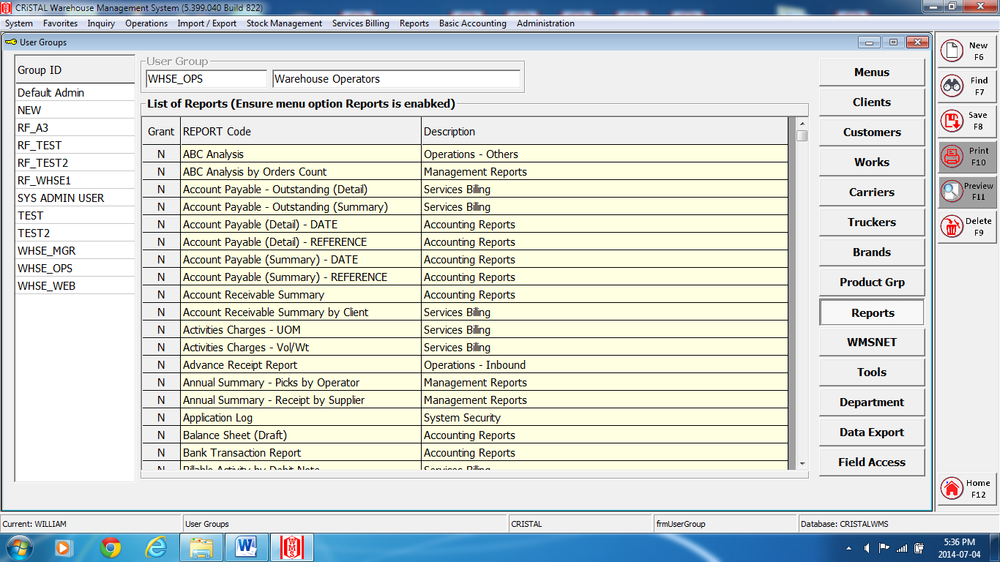 CRiSTAL Warehouse Management System (5.399.040 Build 822)
System Favorites Inquiry Operations Import / Export Stock Management Services Billing Reports Basic Accounting Administration
User Groups
Group ID
Default Admin
NEW
RF_A3
RF_TEST
RF_TEST2
RF_WHSE1
SYS ADMIN USER
TEST
TEST2
WHSE_MGR
WHSE_OPS
WHSE_WEB
User Group
WHSE_OPS Warehouse Operators
List of Reports (Ensure menu option Reports is enabked)
Grant REPORT Code Description
N ABC Analysis Operations - Others
N ABC Analysis by Orders Count Management Reports
N Account Payable - Outstanding (Detail) Services Billing
N Account Payable - Outstanding (Summary) Services Billing
N Account Payable (Detail) - DATE Accounting Reports
N Account Payable (Detail) - REFERENCE Accounting Reports
N Account Payable (Summary) - DATE Accounting Reports
N Account Payable (Summary) - REFERENCE Accounting Reports
N Account Receivable Summary Accounting Reports
N Account Receivable Summary by Client Services Billing
N Activities Charges - UOM Services Billing
N Activities Charges - Vol/Wt Services Billing
N Advance Receipt Report Operations - Inbound
N Annual Summary - Picks by Operator Management Reports
N Annual Summary - Receipt by Supplier Management Reports
N Application Log System Security
N Balance Sheet (Draft) Accounting Reports
N Bank Transaction Report Accounting Reports
N Billable Activity by Debit Note Services Billing
Menus
Clients
Customers
Works
Carriers
Truckers
Brands
Product Grp
Reports
WMSNET
Tools
Department
Data Export
Field Access
New
F6
Find
F7
Save
F8
Print
F10
Preview
F11
Delete
F9
Home
F12
Current: WILLIAM User Groups CRISTAL frmUserGroup Database: CRISTALWMS
WMS
5:36 PM
2014-07-04